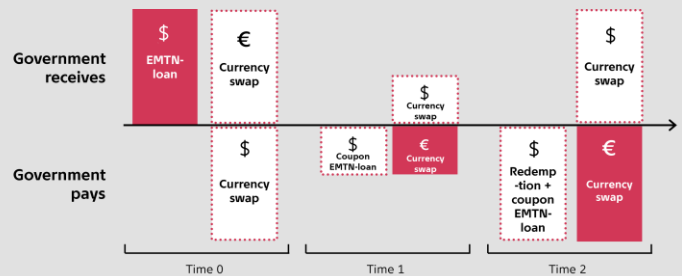 Government
receives
$
EMTN-
loan
€
Currency
swap
$
Currency
swap
$
Currency
swap
Government
pays
$
Currency
swap
$
Coupon
EMTN-loan
€
Currency
swap
$
Redemp
-tion +
coupon
EMTN-
loan
€
Currency
swap
Time 0
Time 1
Time 2